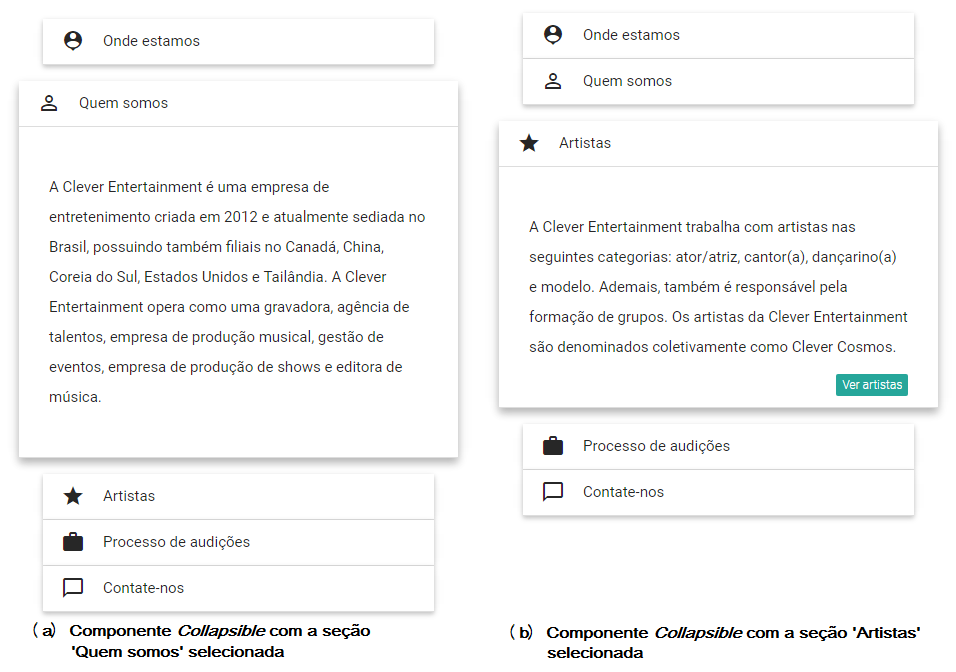 Onde estamos
Quem somos
A Clever Entertainment é uma empresa de
entretenimento criada em 2012 e atualmente sediada no
Brasil, possuindo também filiais no Canadá, China,
Coreia do Sul, Estados Unidos e Tailândia. A Clever
Entertainment opera como uma gravadora, agência de
talentos, empresa de produção musical, gestão de
eventos, empresa de produção de shows e editora de
música.
Artistas
Processo de audições
Contate-nos
(a) Componente Collapsible com a seção
'Quem somos' selecionada
Onde estamos
Quem somos
Artistas
A Clever Entertainment trabalha com artistas nas
seguintes categorias: ator/atriz, cantor(a), dançarino(a)
e modelo. Ademais, também é responsável pela
formação de grupos. Os artistas da Clever Entertainment
são denominados coletivamente como Clever Cosmos.
Ver artistas
Processo de audições
Contate-nos
(b) Componente Collapsible com a seção 'Artistas'
selecionada